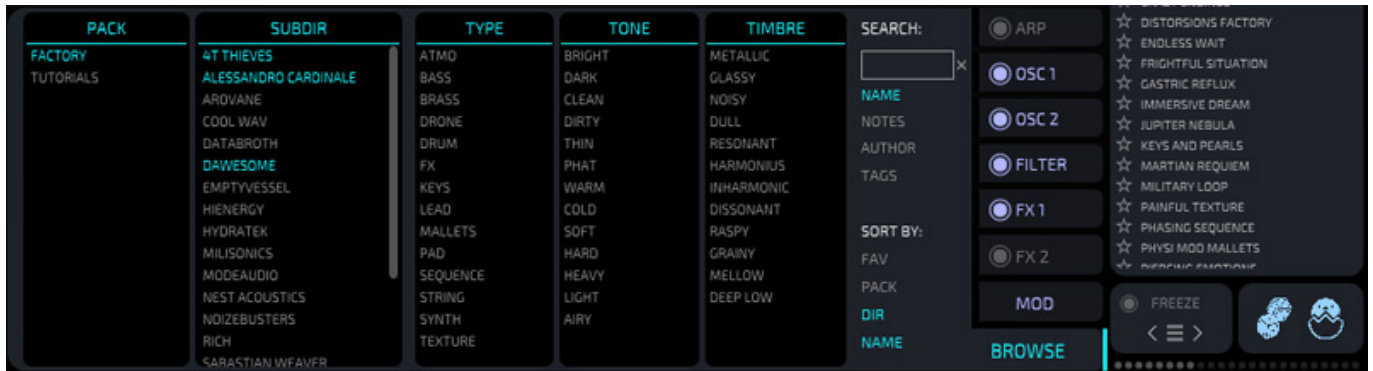 PACK
FACTORY
TUTORIALS
SUBDIR
4T THIEVES
ALESSANDRO CARDINALE
AROVANE
COOL WAV
DATABROTH
DAWESOME
EMPTYVESSEL
HIENERGY
HYDRATEK
MILISONICS
MODEAUDIO
NEST ACOUSTICS
NOIZEBUSTERS
RICH
SABASTIAN WEAVER
TYPE
ATMO
BASS
BRASS
DRONE
DRUM
FX
KEYS
LEAD
MALLETS
PAD
SEQUENCE
STRING
SYNTH
TEXTURE
TONE
BRIGHT
DARK
CLEAN
DIRTY
THIN
PHAT
WARM
COLD
SOFT
HARD
HEAVY
LIGHT
AIRY
TIMBRE
METALLIC
GLASSY
NOISY
DULL
RESONANT
HARMONIUS
INHARMONIC
DISSONANT
RASPY
GRAINY
MELLOW
DEEP LOW
SEARCH:
NAME
NOTES
AUTHOR
TAGS
SORT BY:
FAV
PACK
DIR
NAME
ARP
OSC 1
OSC 2
FILTER
FX 1
FX 2
MOD
BROWSE
DISTORSIONS FACTORY
ENDLESS WAIT
FRIGHTFUL SITUATION
GASTRIC REFLUX
IMMERSIVE DREAM
JUPITER NEBULA
KEYS AND PEARLS
MARTIAN REQUIEM
MILITARY LOOP
PAINFUL TEXTURE
PHASING SEQUENCE
PHYSI MOD MALLETS
PIERCING EMOTIONS
FREEZE